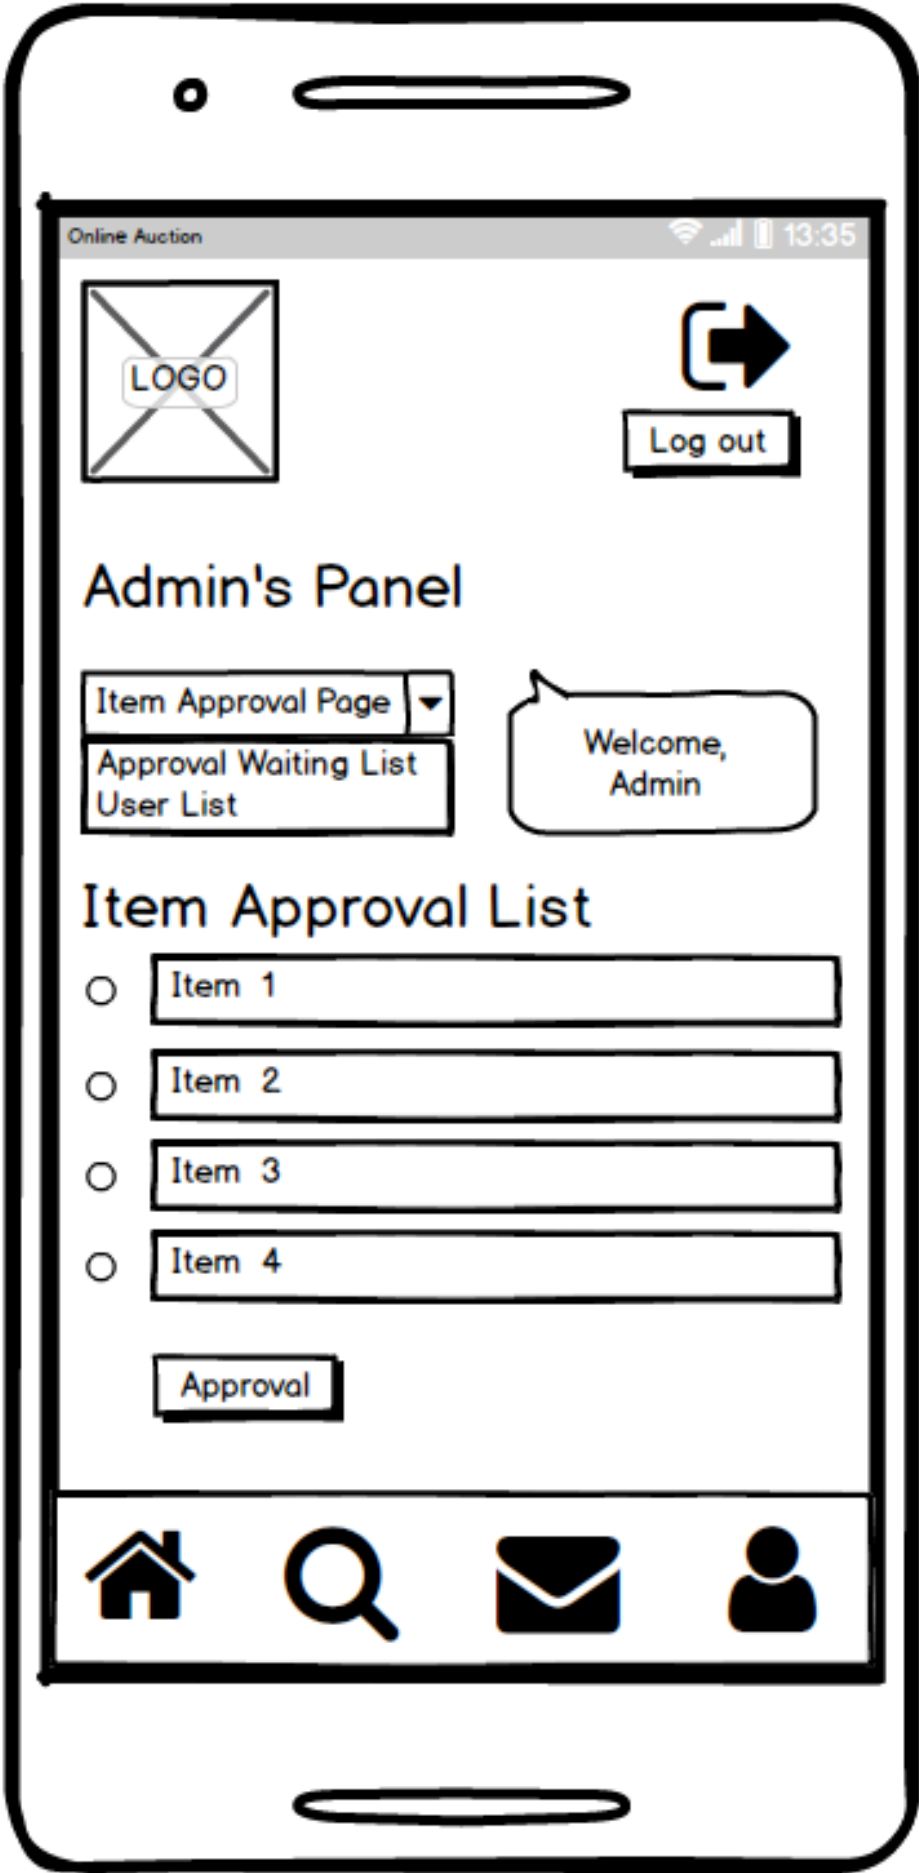 Online Auction
13:35
LOGO
Log out
Admin's Panel
Item Approval Page
Approval Waiting List
User List
Welcome,
Admin
Item Approval List
Item 1
Item 2
Item 3
Item 4
Approval